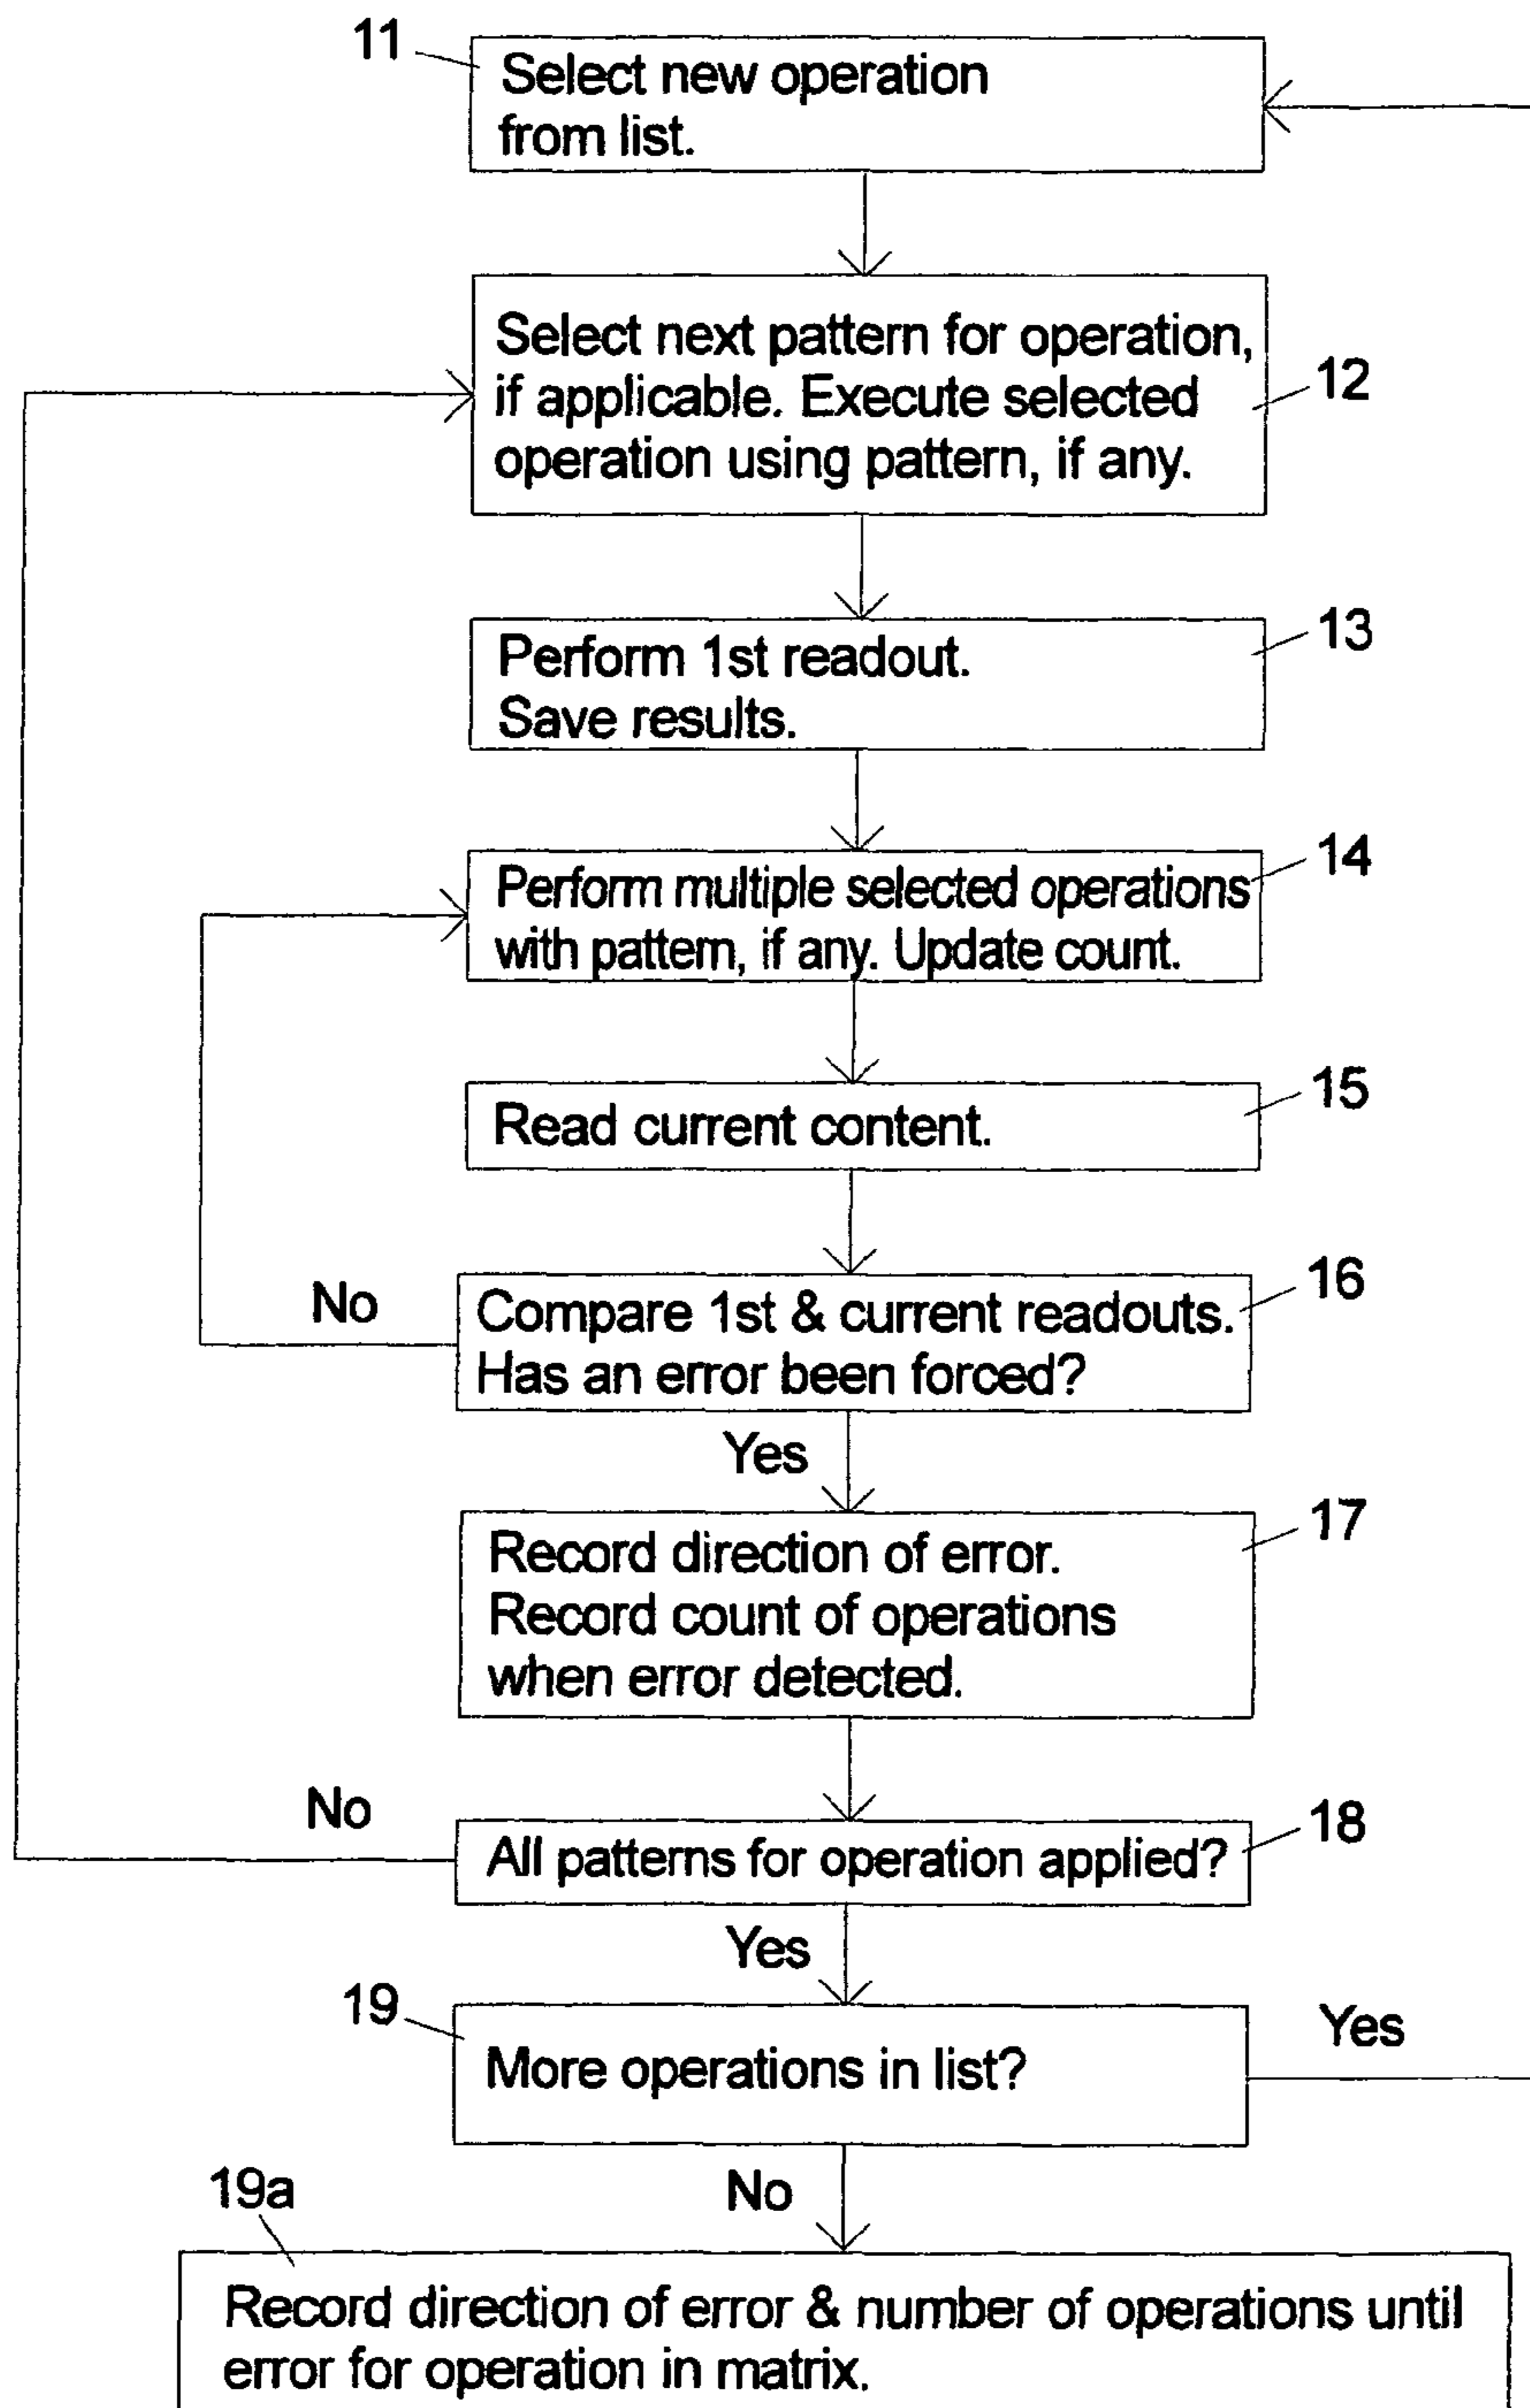 11
Select new operation
from list.
Select next pattern for operation,
if applicable. Execute selected
operation using pattern, if any.
12
Perform 1st readout.
Save results.
13
Perform multiple selected operations
with pattern, if any. Update count.
14
Read current content.
15
No
Compare 1st & current readouts.
Has an error been forced?
16
Yes
Record direction of error.
Record count of operations
when error detected.
17
No
All patterns for operation applied?
18
Yes
19
More operations in list?
Yes
No
19a
Record direction of error & number of operations until
error for operation in matrix.